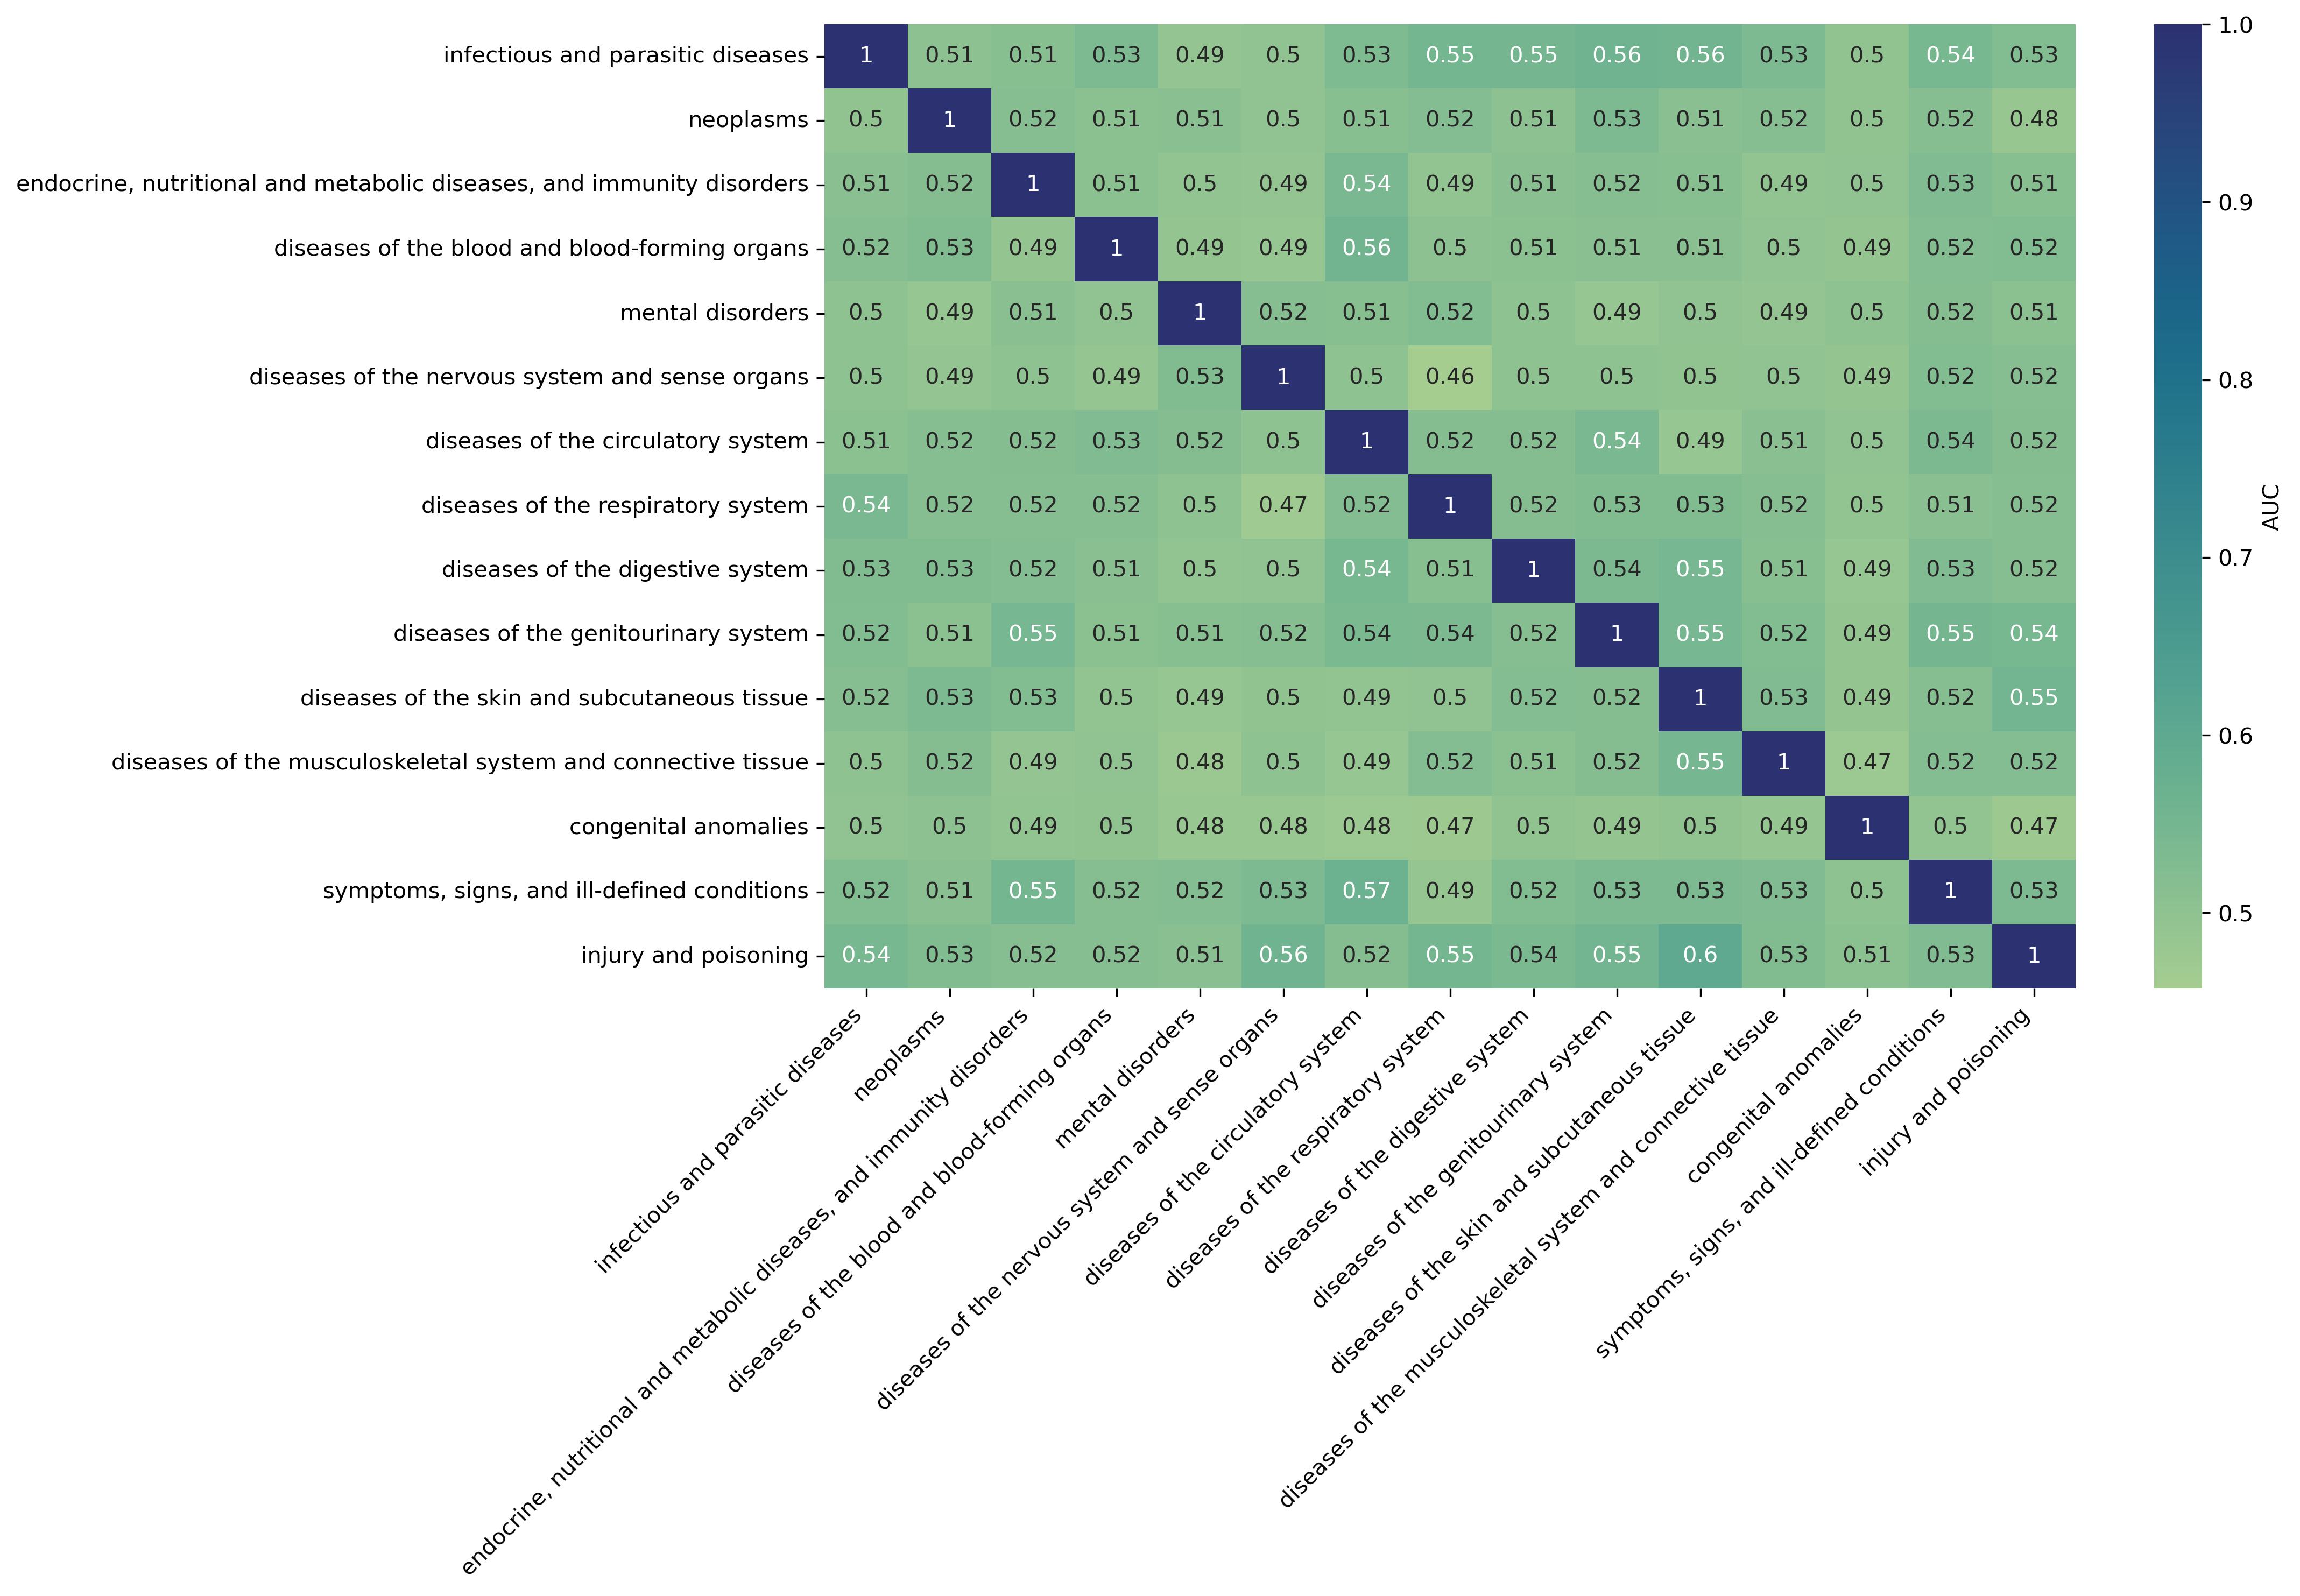 infectious and parasitic diseases 1 0.51 0.51 0.53 0.49 0.5 0.53 0.55 0.55 0.56 0.56 0.53 0.5 0.54 0.53
neoplasms 0.5 1 0.52 0.51 0.51 0.5 0.51 0.52 0.51 0.53 0.51 0.52 0.5 0.52 0.48
endocrine, nutritional and metabolic diseases, and immunity disorders 0.51 0.52 1 0.51 0.5 0.49 0.54 0.49 0.51 0.52 0.51 0.49 0.5 0.53 0.51
diseases of the blood and blood-forming organs 0.52 0.53 0.49 1 0.49 0.49 0.56 0.5 0.51 0.51 0.51 0.5 0.49 0.52 0.52
mental disorders 0.5 0.49 0.51 0.5 1 0.52 0.51 0.52 0.5 0.49 0.5 0.49 0.5 0.52 0.51
diseases of the nervous system and sense organs 0.5 0.49 0.5 0.49 0.53 1 0.5 0.46 0.5 0.5 0.5 0.5 0.49 0.52 0.52
diseases of the circulatory system 0.51 0.52 0.52 0.53 0.52 0.5 1 0.52 0.52 0.54 0.49 0.51 0.5 0.54 0.52
diseases of the respiratory system 0.54 0.52 0.52 0.52 0.5 0.47 0.52 1 0.52 0.53 0.53 0.52 0.5 0.51 0.52
diseases of the digestive system 0.53 0.53 0.52 0.51 0.5 0.5 0.54 0.51 1 0.54 0.55 0.51 0.49 0.53 0.52
diseases of the genitourinary system 0.52 0.51 0.55 0.51 0.51 0.52 0.54 0.54 0.52 1 0.55 0.52 0.49 0.55 0.54
diseases of the skin and subcutaneous tissue 0.52 0.53 0.53 0.5 0.49 0.5 0.49 0.5 0.52 0.52 1 0.53 0.49 0.52 0.55
diseases of the musculoskeletal system and connective tissue 0.5 0.52 0.49 0.5 0.48 0.5 0.49 0.52 0.51 0.52 0.55 1 0.47 0.52 0.52
congenital anomalies 0.5 0.5 0.49 0.5 0.48 0.48 0.48 0.47 0.5 0.49 0.5 0.49 1 0.5 0.47
symptoms, signs, and ill-defined conditions 0.52 0.51 0.55 0.52 0.52 0.53 0.57 0.49 0.52 0.53 0.53 0.53 0.5 1 0.53
injury and poisoning 0.54 0.53 0.52 0.52 0.51 0.56 0.52 0.55 0.54 0.55 0.6 0.53 0.51 0.53 1
infectious and parasitic diseases
neoplasms
endocrine, nutritional and metabolic diseases, and immunity disorders
diseases of the blood and blood-forming organs
mental disorders
diseases of the nervous system and sense organs
diseases of the circulatory system
diseases of the respiratory system
diseases of the digestive system
diseases of the genitourinary system
diseases of the skin and subcutaneous tissue
diseases of the musculoskeletal system and connective tissue
congenital anomalies
symptoms, signs, and ill-defined conditions
injury and poisoning
1.0
0.9
0.8
0.7
0.6
0.5
AUC